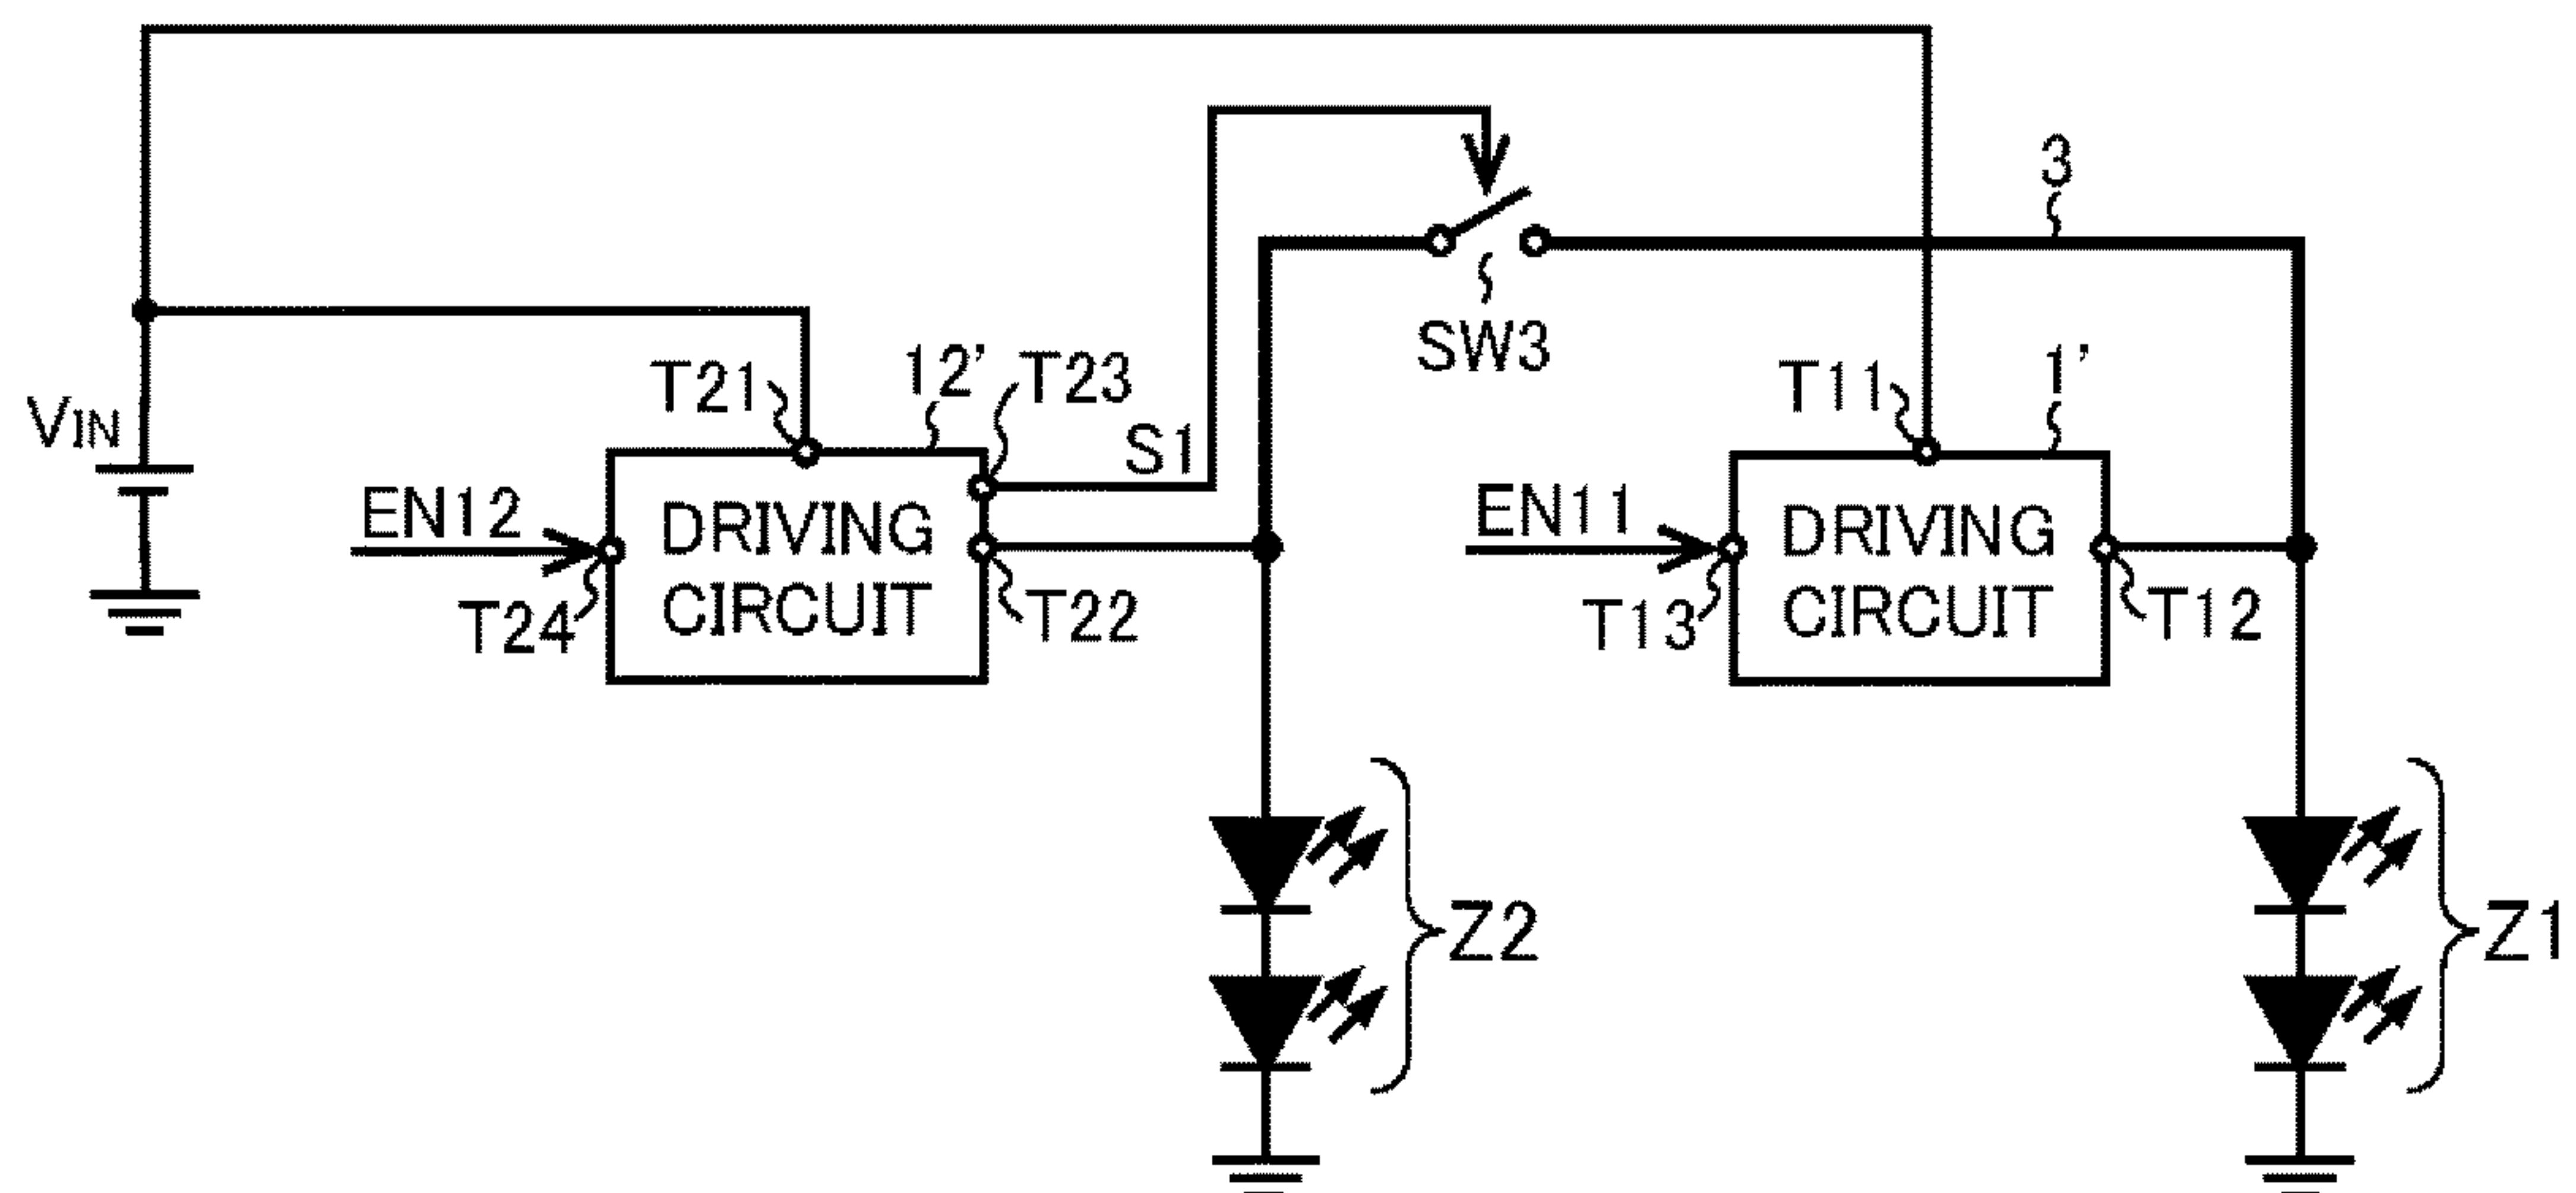 3
SW3
VIN
T21
12'
T23
S1
T11
1'
EN12
DRIVING
CIRCUIT
T24
T22
EN11
DRIVING
CIRCUIT
T13
T12
Z2
Z1